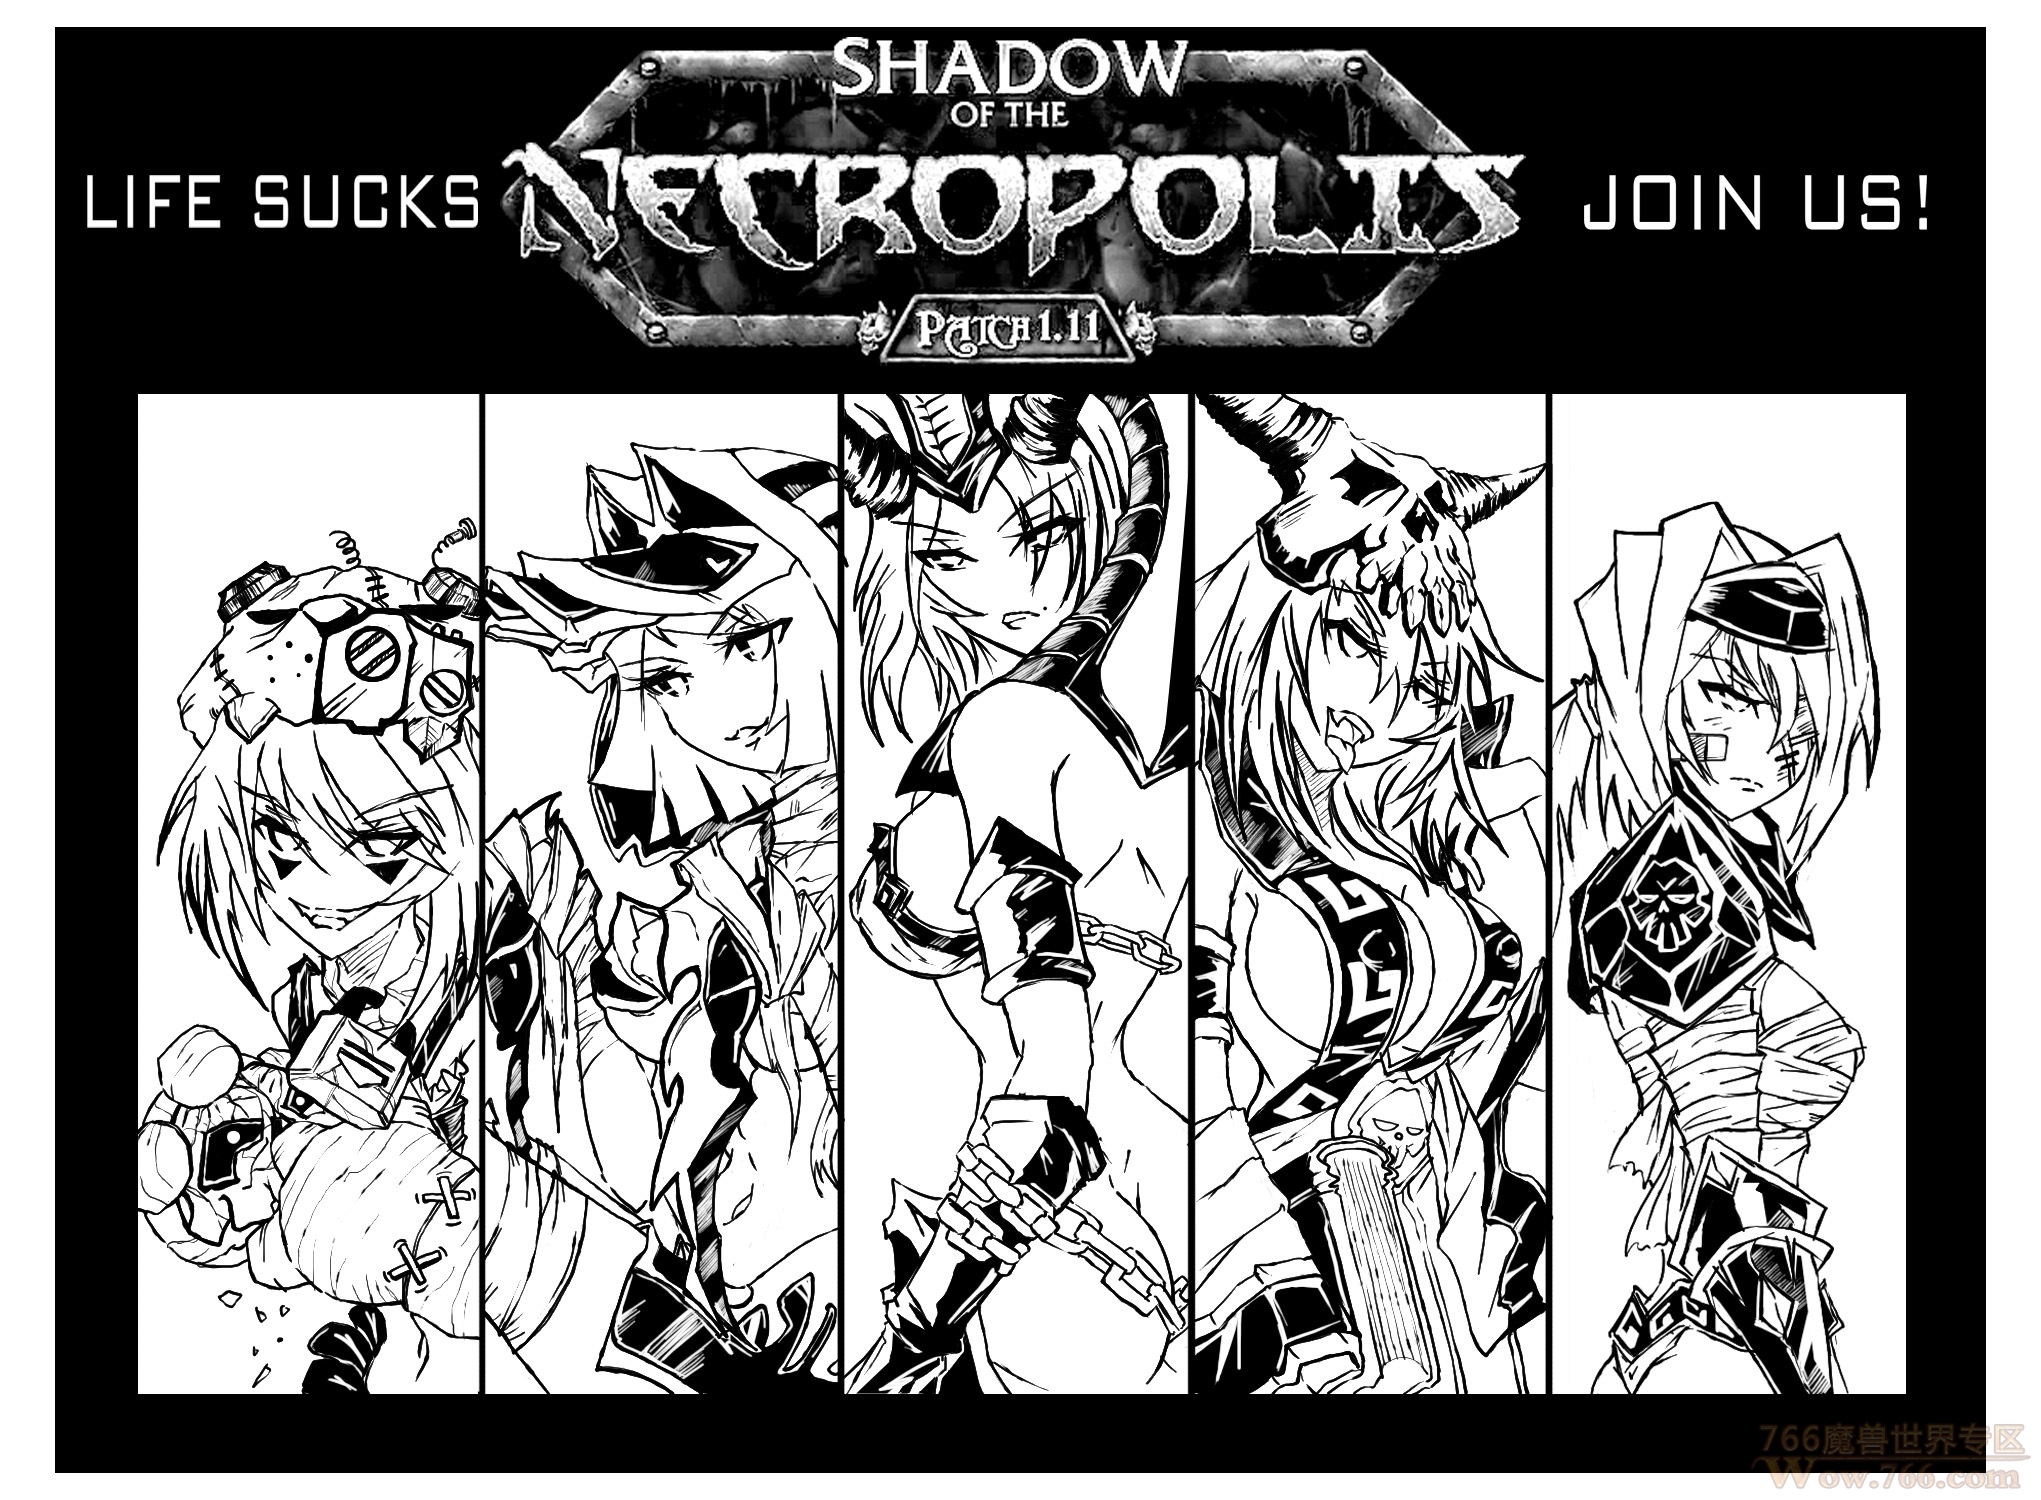 LIFE SUCKS
SHADOW
OF THE
NECROPOLIS
PATCH 1.11
JOIN US!
766魔兽世界专区
Wow.766.com